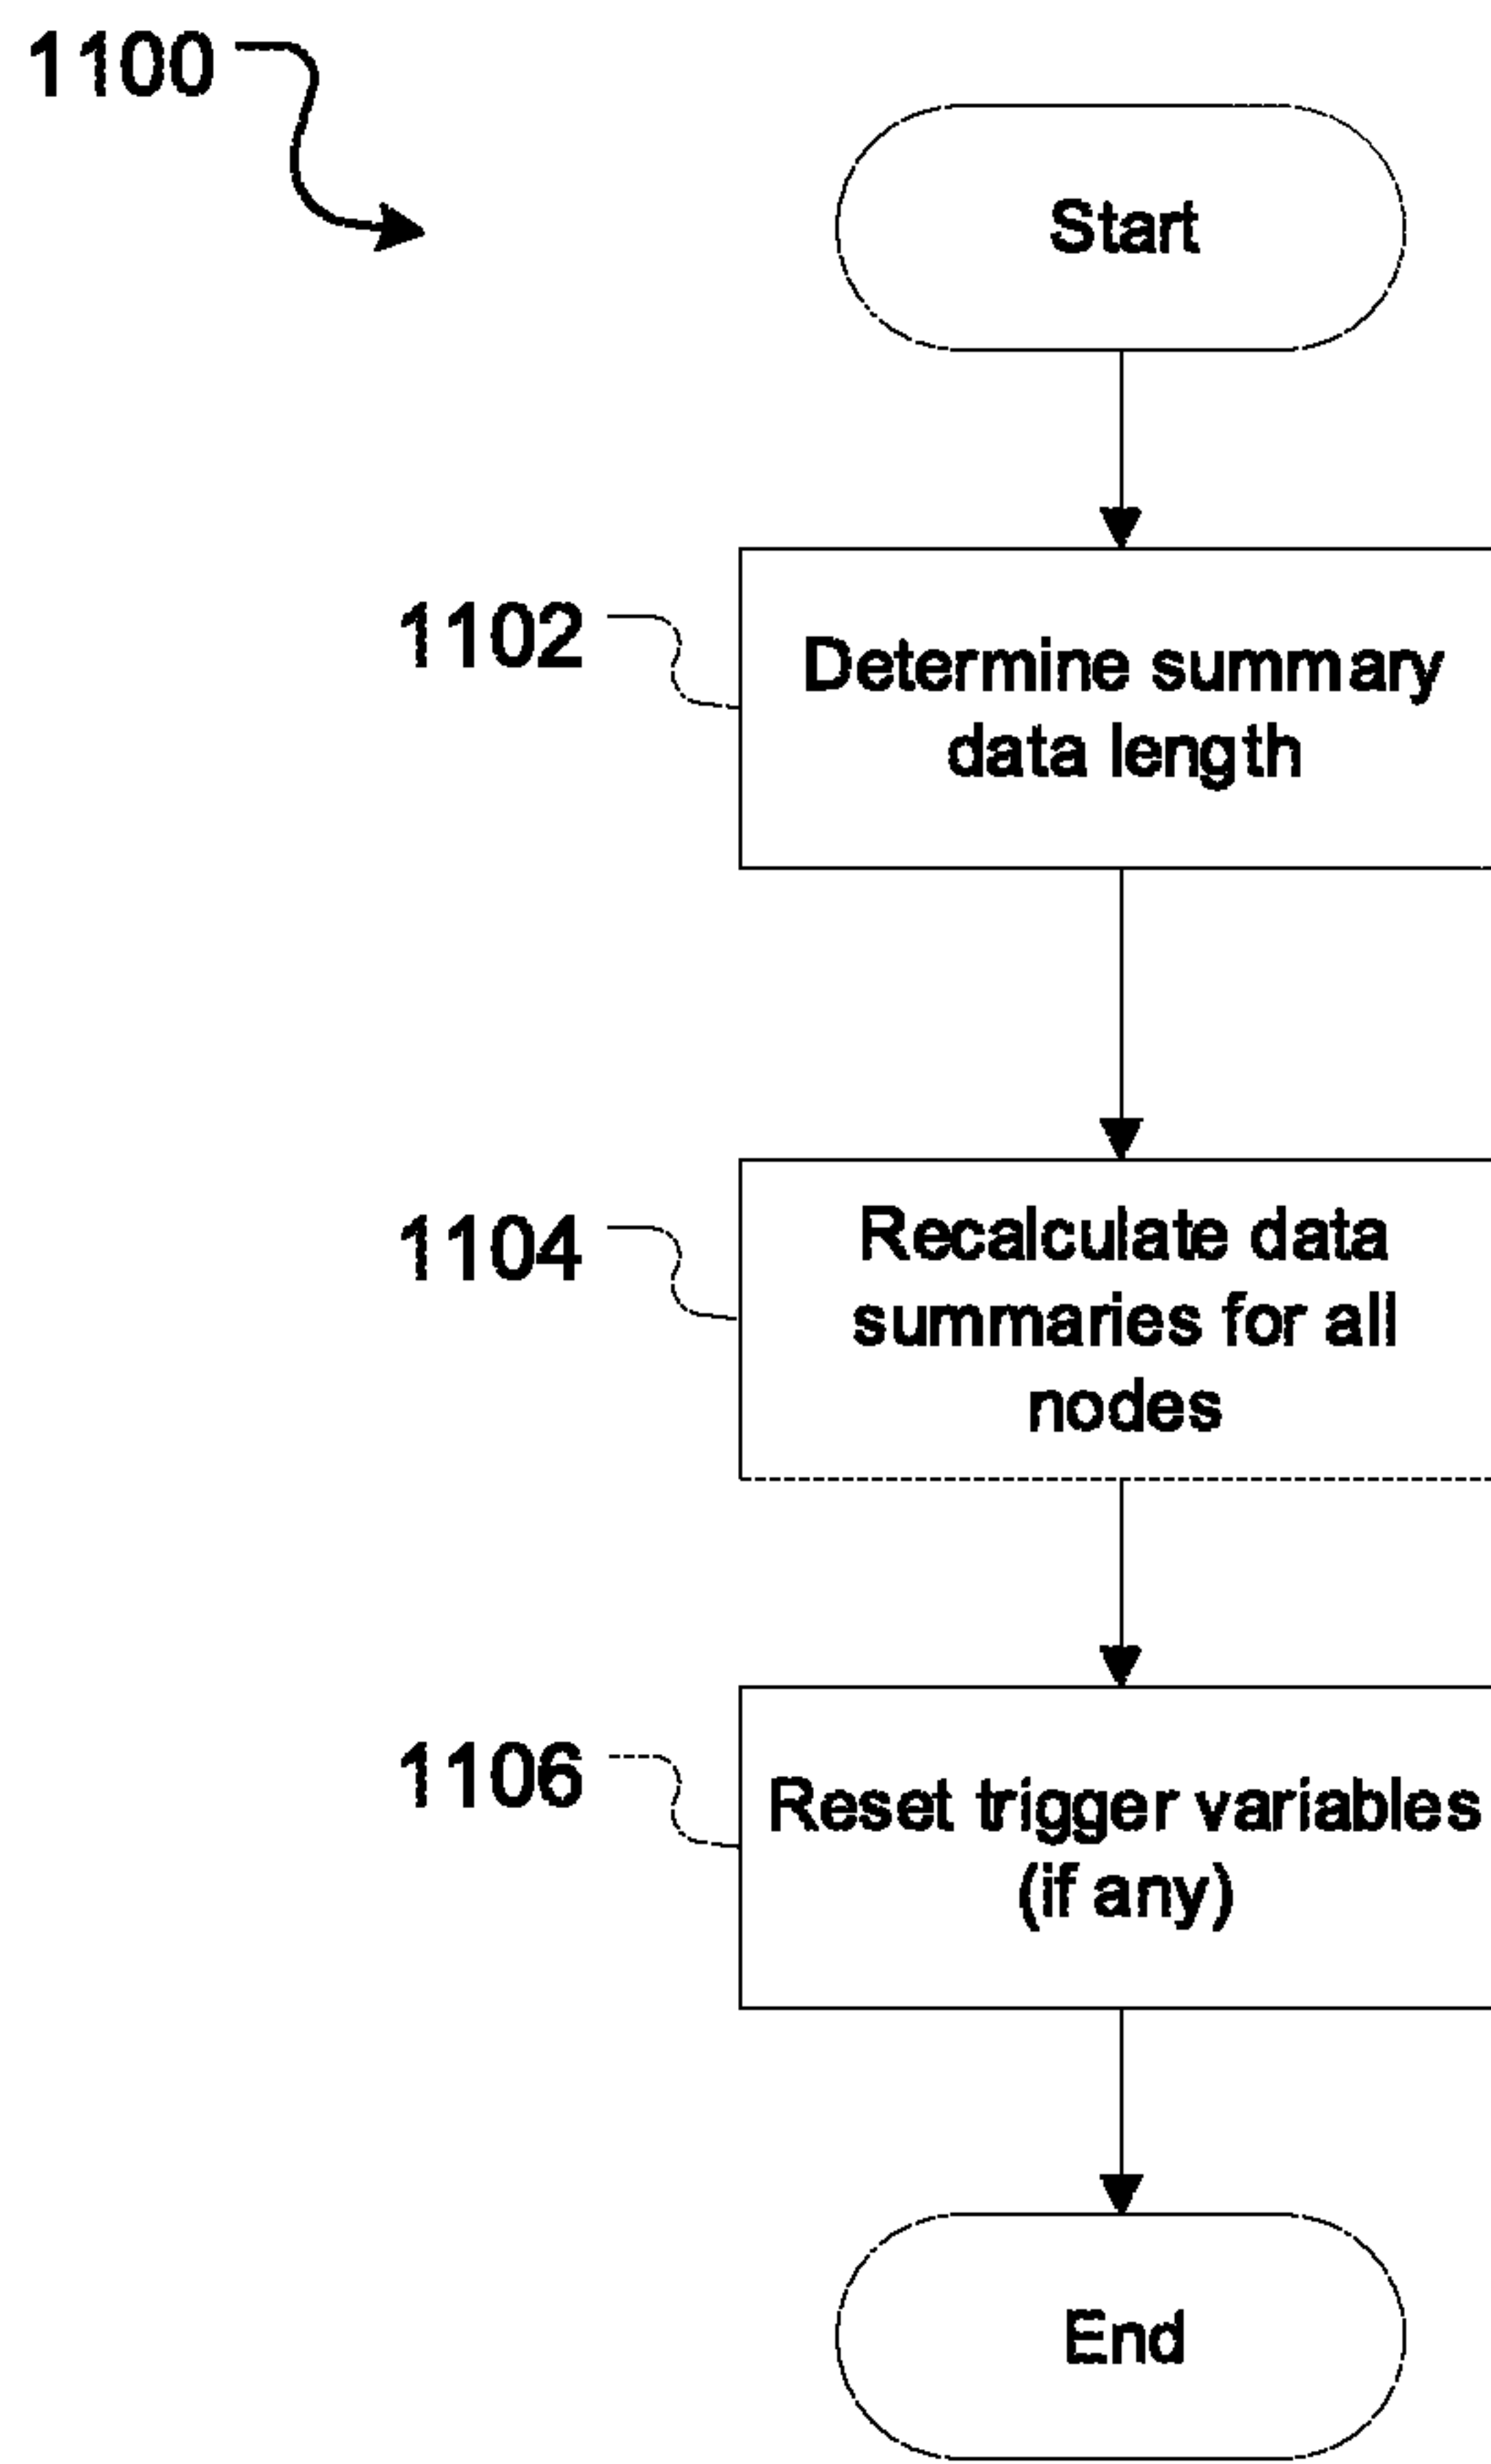 1100
Start
1102
Determine summary
data length
1104
Recalculate data
summaries for all
nodes
1106
Reset trigger variables
(if any)
End